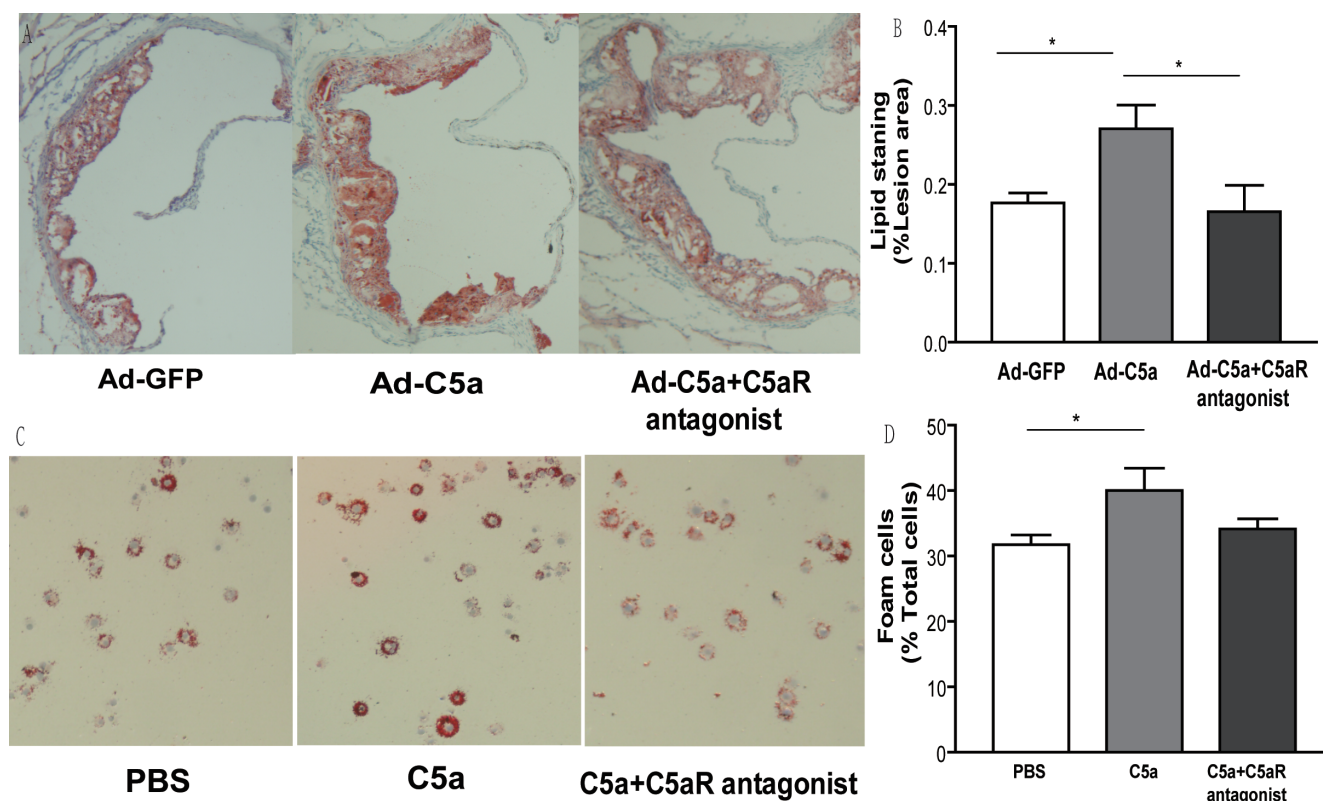 A
Ad-GFP
Ad-C5a
Ad-C5a+C5aR
antagonist
B
Lipid staning
(%Lesion area)
0.4
0.3
0.2
0.1
0.0
*
*
Ad-GFP
Ad-C5a
Ad-C5a+C5aR
antagonist
C
PBS
C5a
C5a+C5aR antagonist
D
Foam cells
(% Total cells)
50
40
30
20
10
0
*
PBS
C5a
C5a+C5aR
antagonist